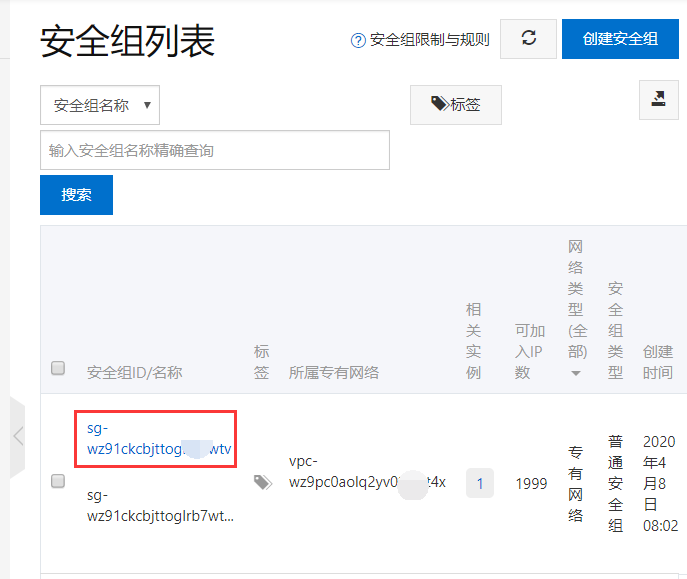 安全组列表
安全组限制与规则
创建安全组
安全组名称
标签
输入安全组名称精确查询
搜索
安全组ID/名称
标签
所属专有网络
相关实例
可加入IP数
网络类型(全部)
安全组类型
创建时间
sg-
wz91ckcbjttog
wtv
sg-
wz91ckcbjttoglrb7wt...
vpc-
wz9pc0aolq2yv0
t4x
1
1999
专有网络
普通安全组
2020年4月8日 08:02